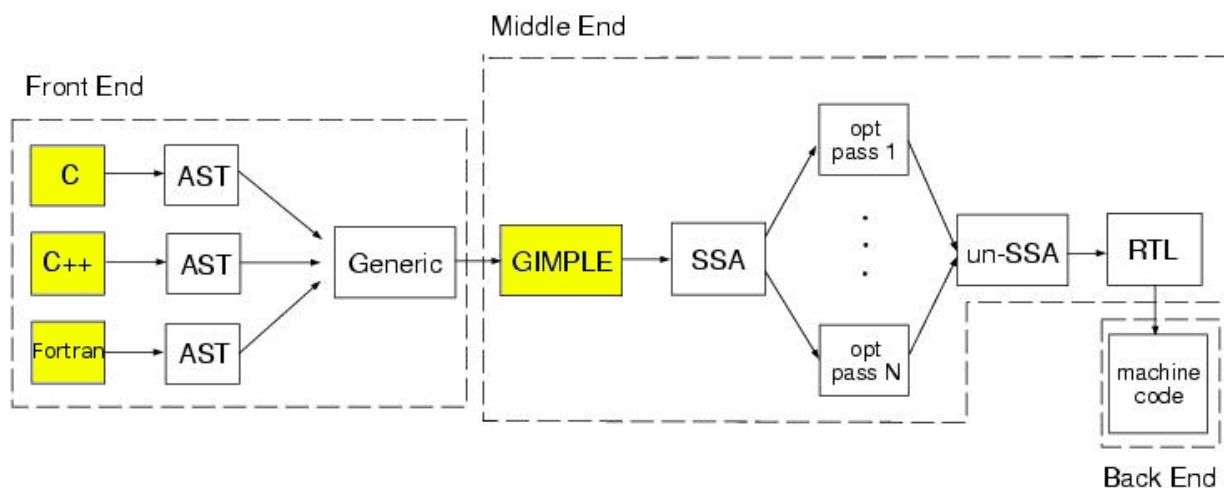 Middle End
Front End
C
AST
C++
AST
Fortran
AST
Generic
GIMPLE
SSA
opt
pass 1
opt
pass N
un-SSA
RTL
machine
code
Back End